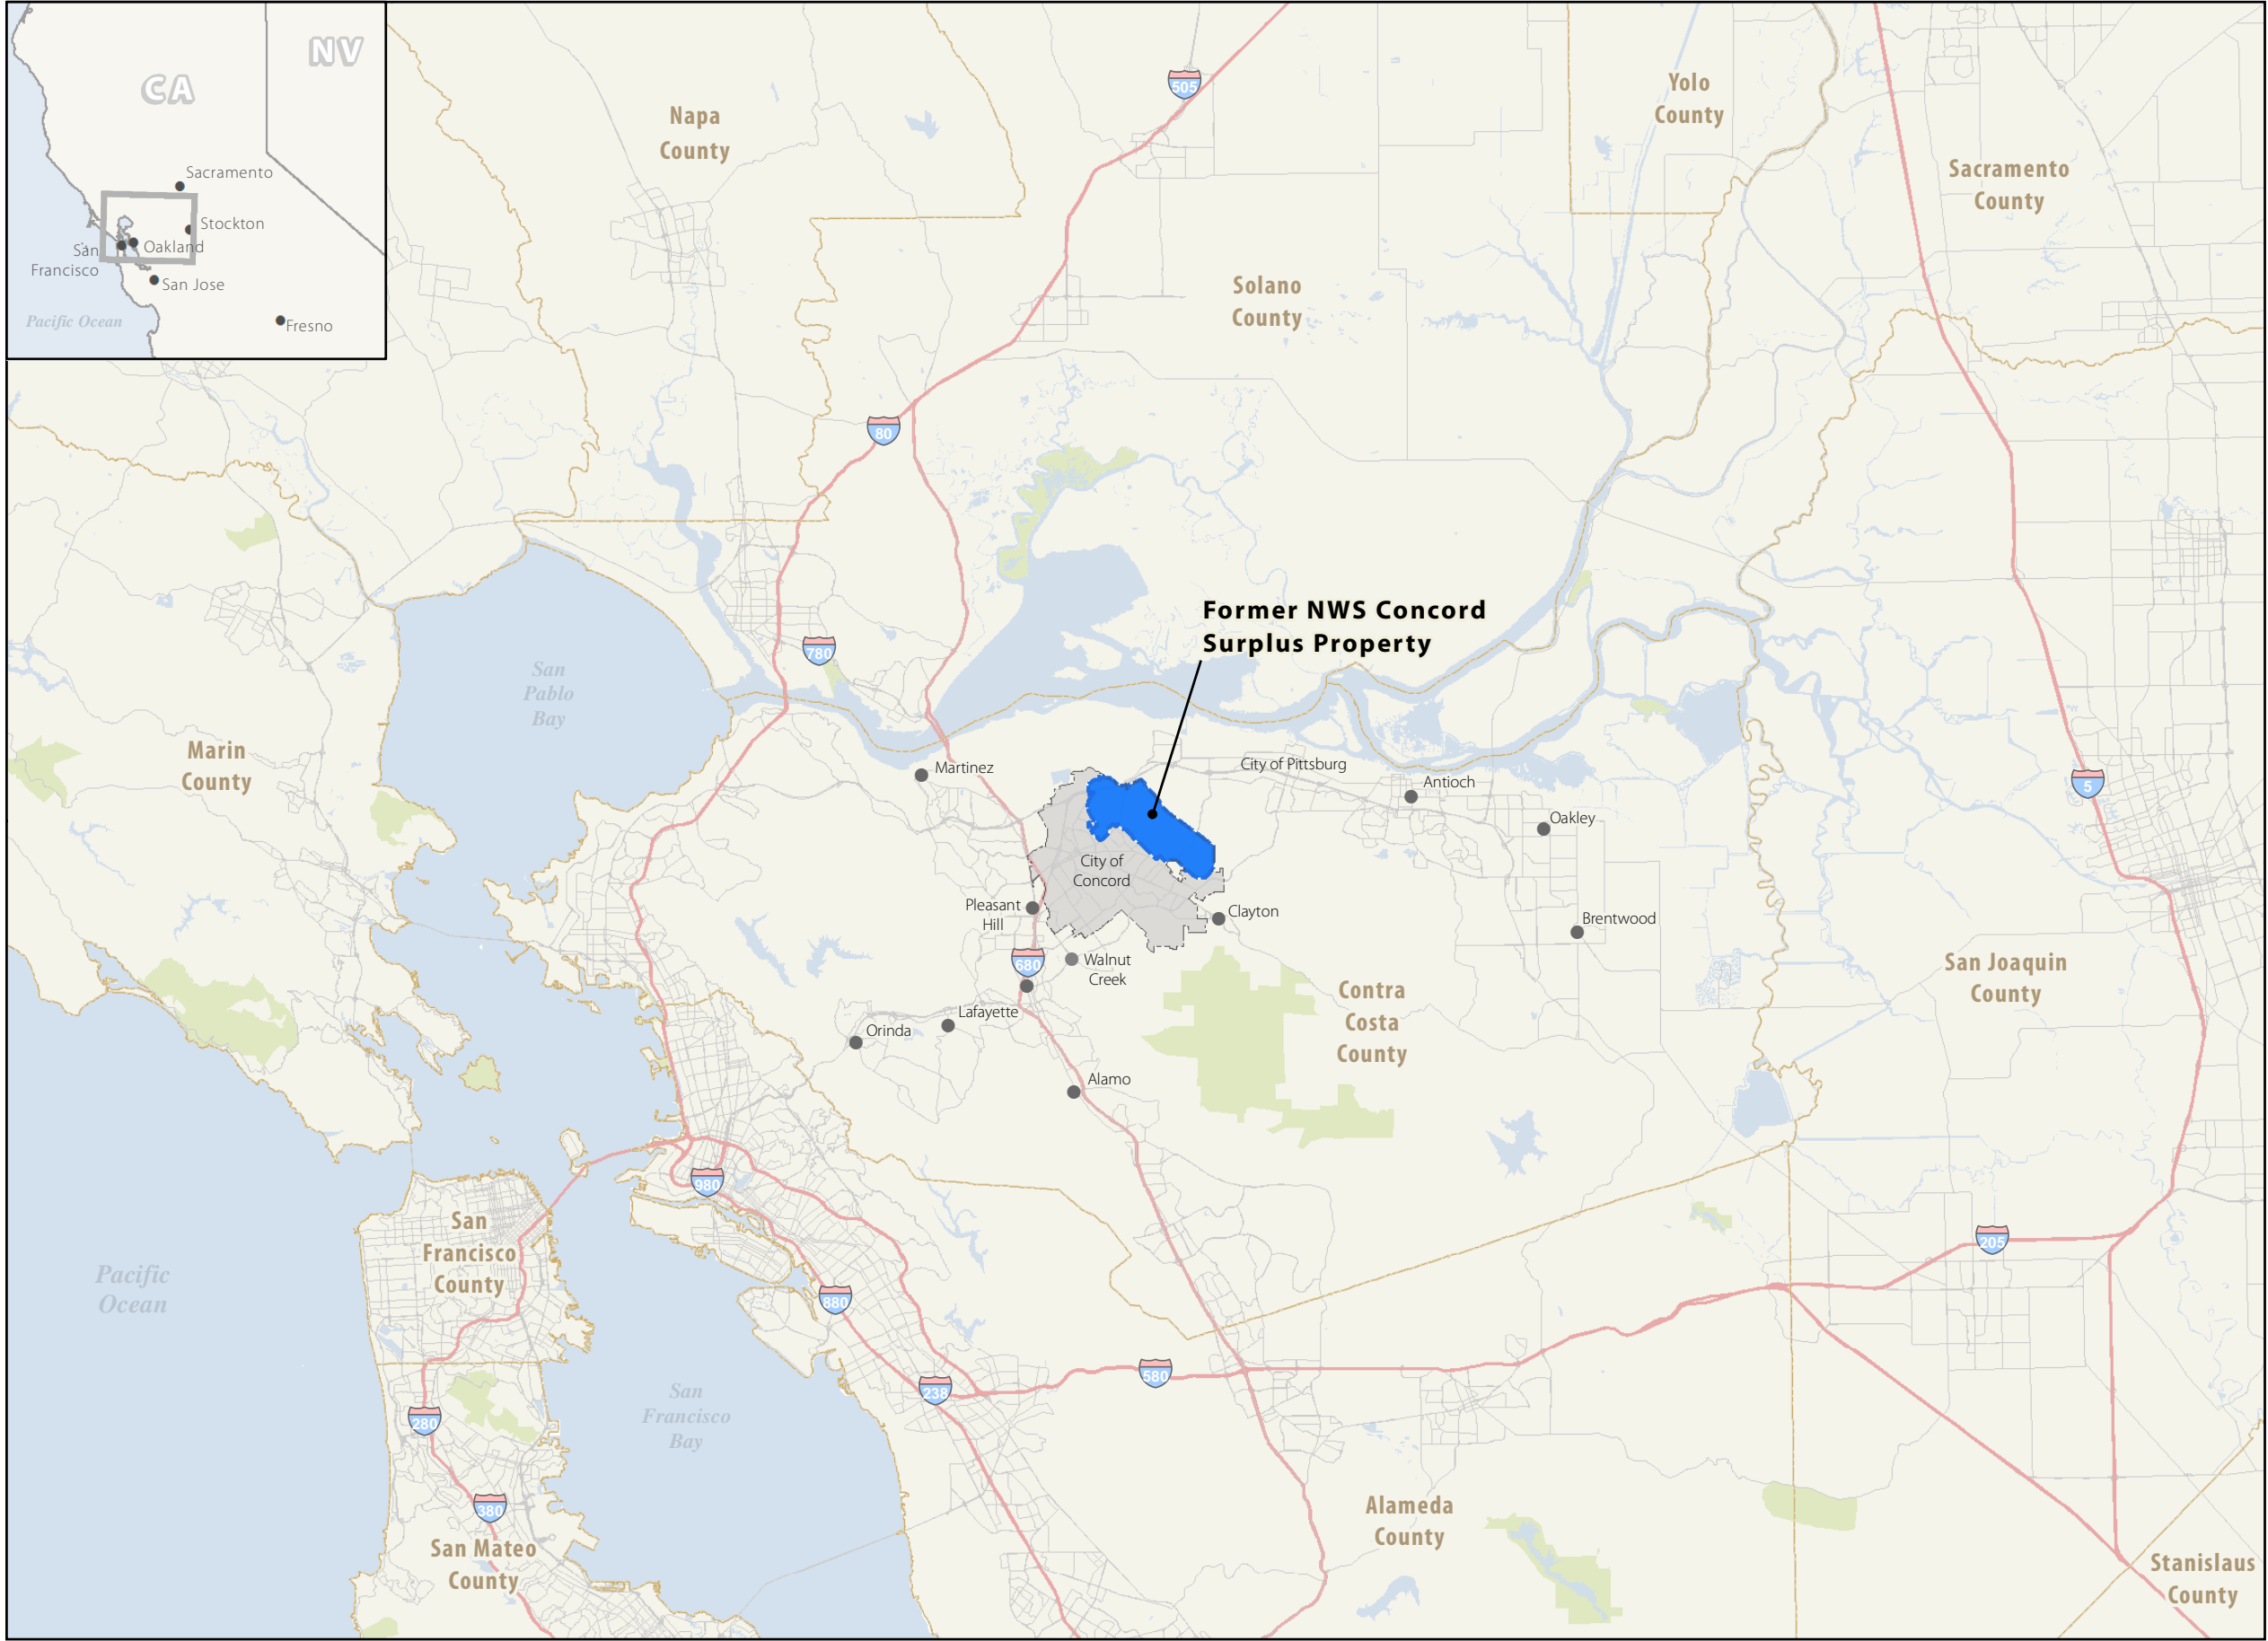 NV
CA
Sacramento
Stockton
Oakland
San
Francisco
San Jose
Pacific Ocean
Fresno
Napa
County
505
Yolo
County
Sacramento
County
Solano
County
80
Former NWS Concord
Surplus Property
780
San
Pablo
Bay
Marin
County
Martinez
City of Pittsburg
Antioch
5
Oakley
City of
Concord
Pleasant
Hill
Clayton
Brentwood
680
Walnut
Creek
San Joaquin
County
Contra
Costa
County
Lafayette
Orinda
Alamo
980
San
Francisco
County
205
Pacific
Ocean
880
580
238
San
Francisco
Bay
280
380
Alameda
County
San Mateo
County
Stanislaus
County